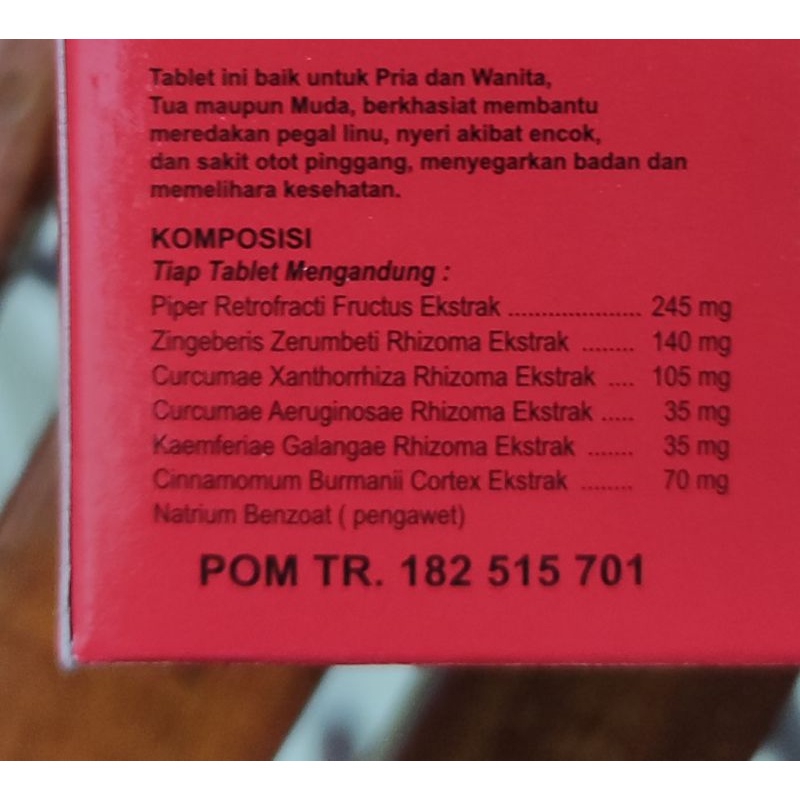 Tablet ini baik untuk Pria dan Wanita,
Tua maupun Muda, berkhasiat membantu
meredakan pegal linu, nyeri akibat encok,
dan sakit otot pinggang, menyegarkan badan dan
memelihara kesehatan.
KOMPOSISI
Tiap Tablet Mengandung :
Piper Retrofracti Fructus Ekstrak ..................... 245 mg
Zingeberis Zerumbeti Rhizoma Ekstrak ........ 140 mg
Curcumae Xanthorrhiza Rhizoma Ekstrak .... 105 mg
Curcumae Aeruginosae Rhizoma Ekstrak ..... 35 mg
Kaemferiae Galangae Rhizoma Ekstrak ....... 35 mg
Cinnamomum Burmanii Cortex Ekstrak ........ 70 mg
Natrium Benzoat ( pengawet)
POM TR. 182 515 701